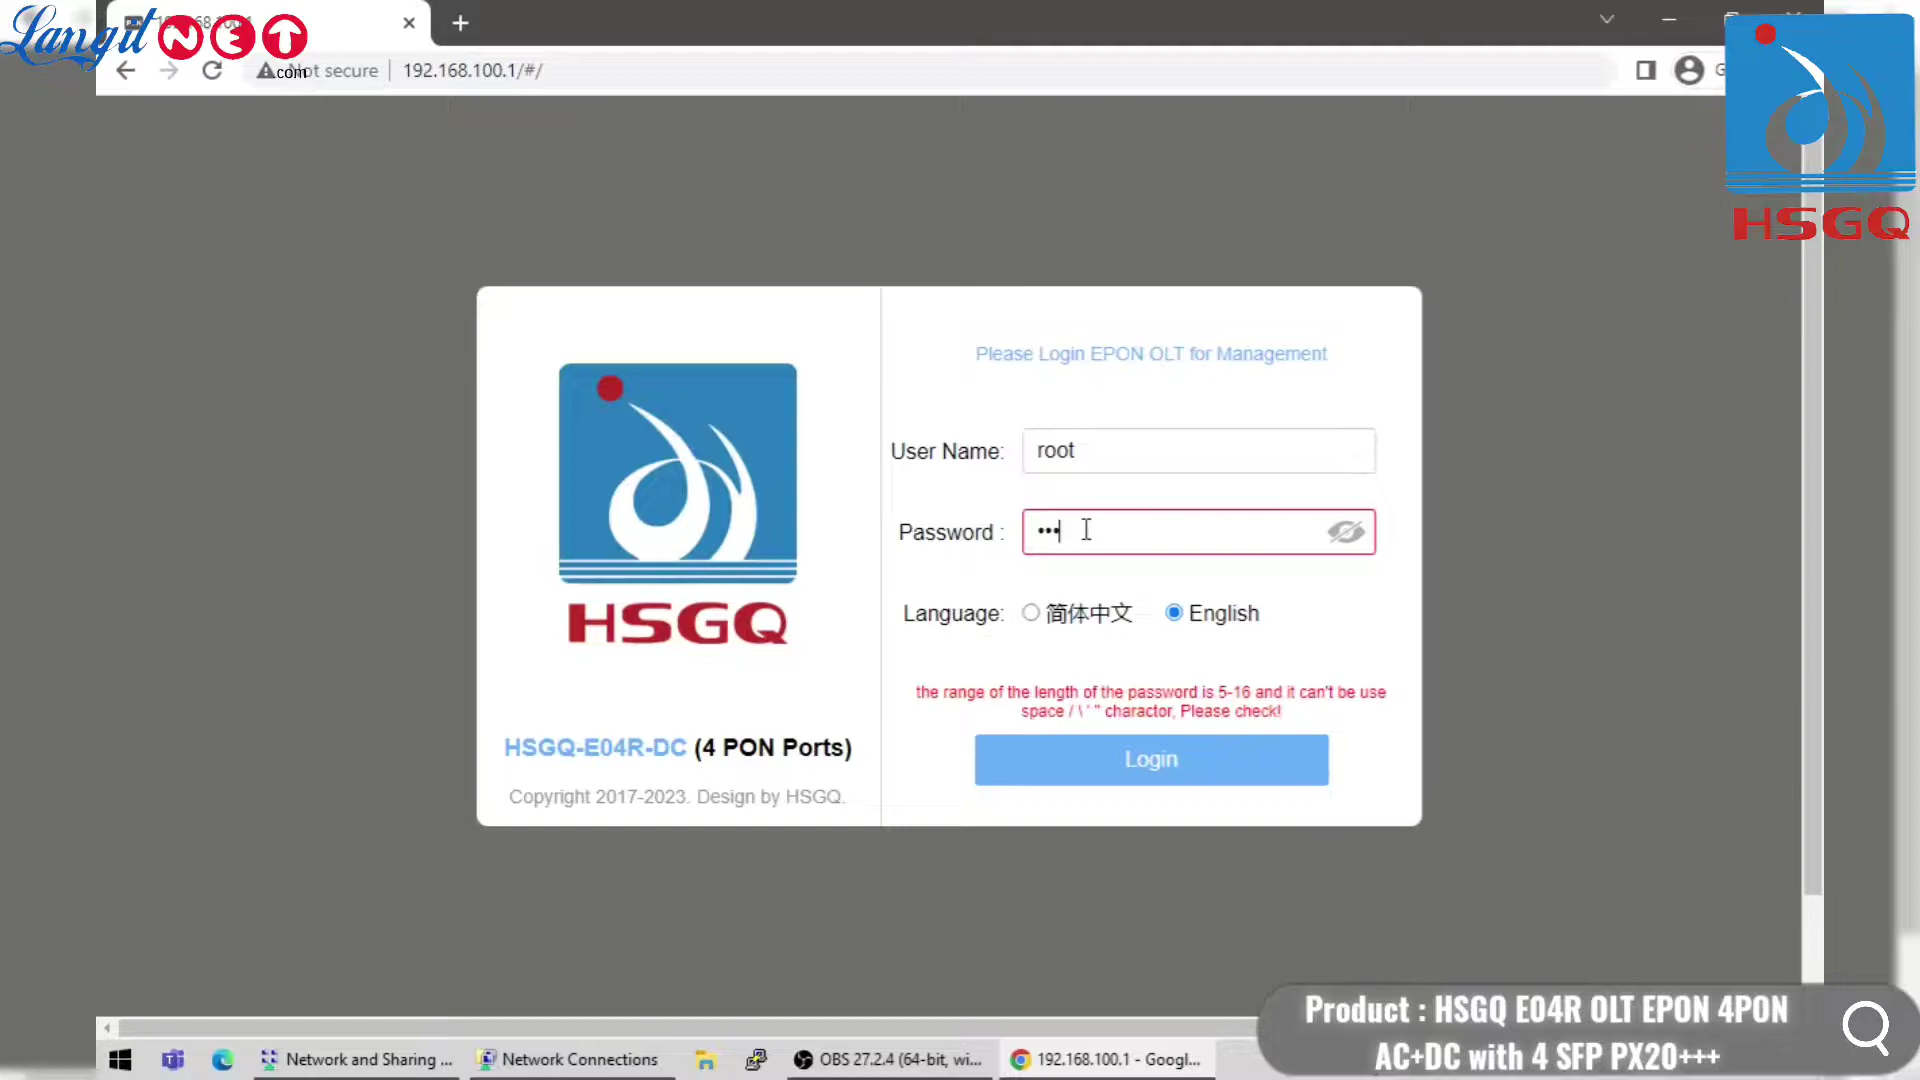 Langit NET
.com
Not secure
192.168.100.1/#/
HSGQ
Please Login EPON OLT for Management
User Name: root
Password : •••
Language: 简体中文 English
the range of the length of the password is 5-16 and it can't be use
space / \ ' " charactor, Please check!
Login
HSGQ
HSGQ-E04R-DC (4 PON Ports)
Copyright 2017-2023. Design by HSGQ.
Product : HSGQ E04R OLT EPON 4PON
AC+DC with 4 SFP PX20+++
Network and Sharing ...
Network Connections
OBS 27.2.4 (64-bit, wi...
192.168.100.1 - Googl...